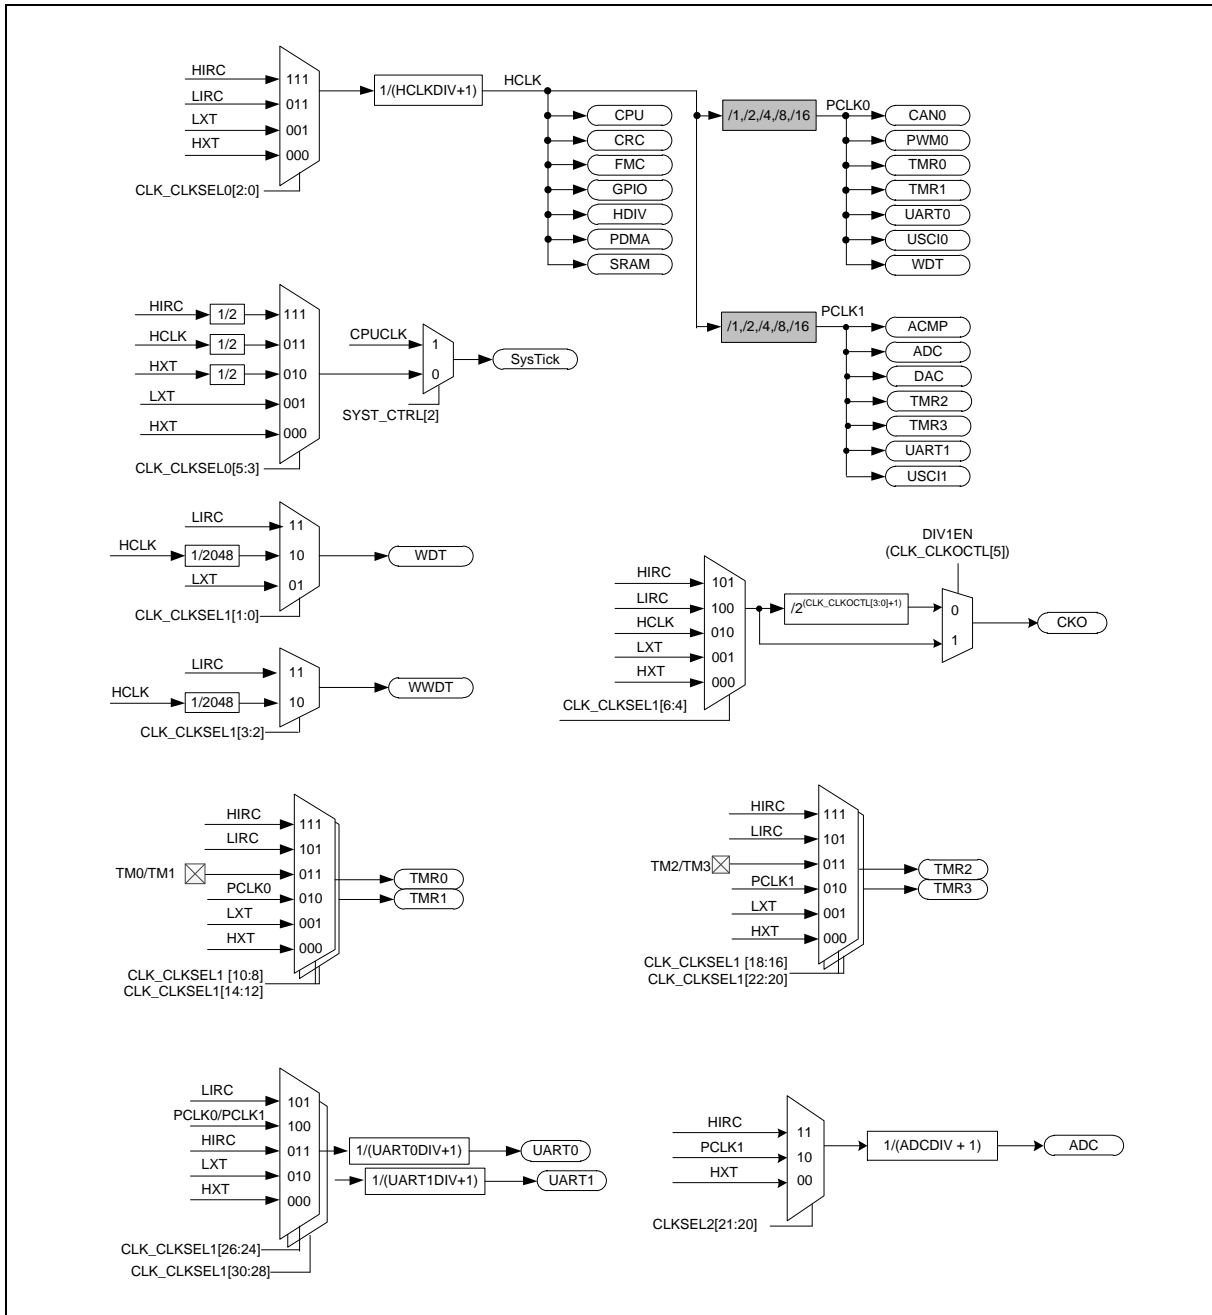 HIRC
LIRC
LXT
HXT
111
011
001
000
CLK_CLKSEL0[2:0]
1/(HCLKDIV+1)
HCLK
CPU
CRC
FMC
GPIO
HDIV
PDMA
SRAM
/1,/2,/4,/8,/16
PCLK0
CAN0
PWM0
TMR0
TMR1
UART0
USCI0
WDT
/1,/2,/4,/8,/16
PCLK1
ACMP
ADC
DAC
TMR2
TMR3
UART1
USCI1
HIRC
1/2
111
HCLK
1/2
011
HXT
1/2
010
LXT
001
HXT
000
CLK_CLKSEL0[5:3]
CPUCLK
1
0
SYST_CTRL[2]
SysTick
LIRC
11
HCLK
1/2048
10
LXT
01
CLK_CLKSEL1[1:0]
WDT
LIRC
11
HCLK
1/2048
10
CLK_CLKSEL1[3:2]
WWDT
HIRC
101
LIRC
100
HCLK
010
LXT
001
HXT
000
CLK_CLKSEL1[6:4]
/2(CLK_CLKOCTL[3:0]+1)
DIV1EN
(CLK_CLKOCTL[5])
0
1
CKO
HIRC
111
LIRC
101
TM0/TM1
011
PCLK0
010
LXT
001
HXT
000
CLK_CLKSEL1 [10:8]
CLK_CLKSEL1[14:12]
TMR0
TMR1
HIRC
111
LIRC
101
TM2/TM3
011
PCLK1
010
LXT
001
HXT
000
CLK_CLKSEL1 [18:16]
CLK_CLKSEL1[22:20]
TMR2
TMR3
LIRC
101
PCLK0/PCLK1
100
HIRC
011
LXT
010
HXT
000
CLK_CLKSEL1[26:24]
CLK_CLKSEL1[30:28]
1/(UART0DIV+1)
UART0
1/(UART1DIV+1)
UART1
HIRC
11
PCLK1
10
HXT
00
CLKSEL2[21:20]
1/(ADCDIV + 1)
ADC